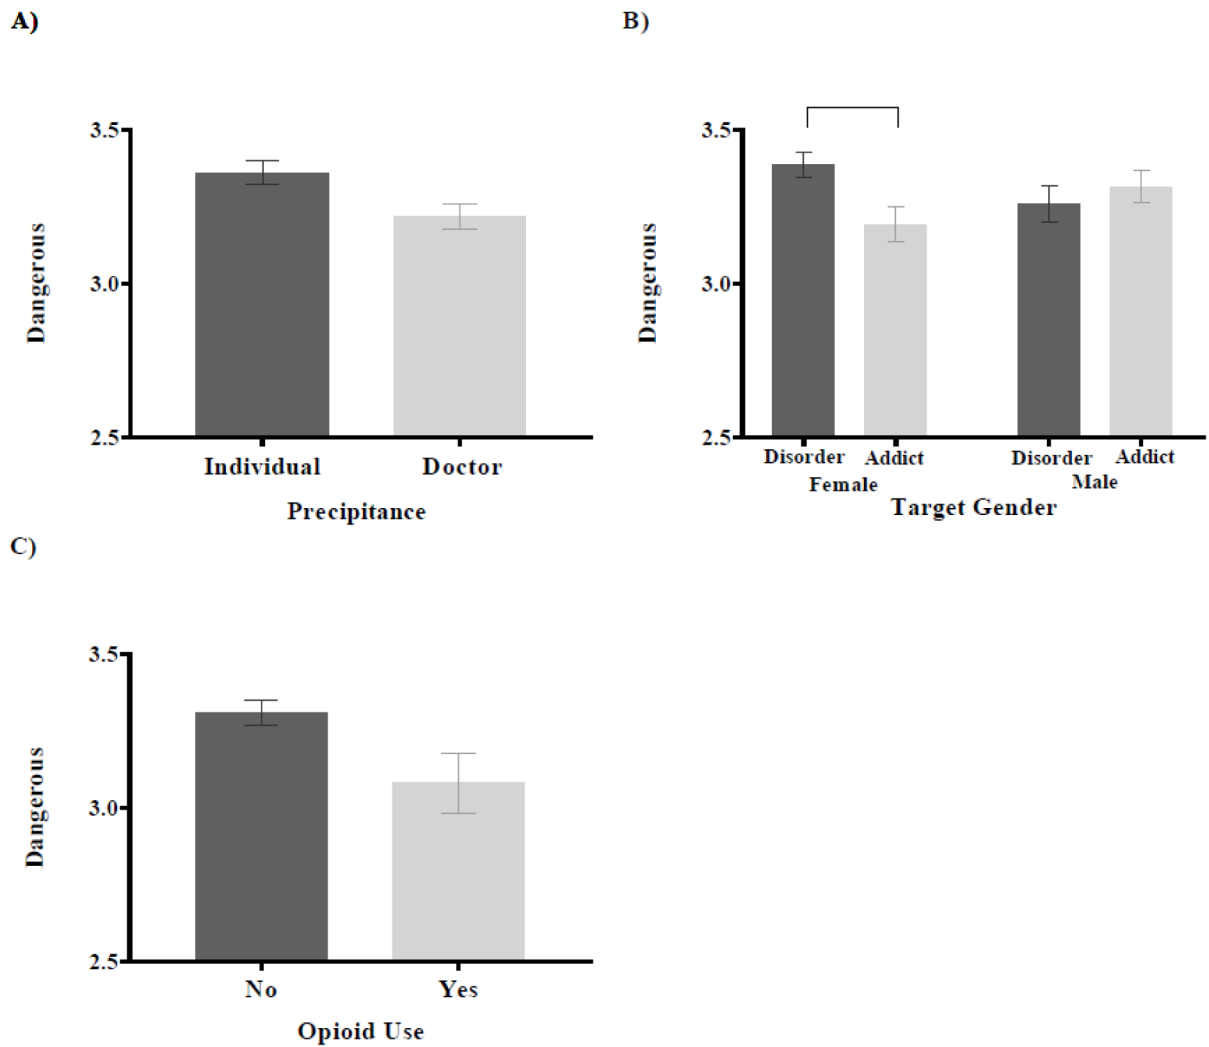 A)
3.5
3.0
2.5
Dangerous
Individual Doctor
Precipitance
B)
3.5
3.0
2.5
Dangerous
Disorder Addict Disorder Addict
Female Male
Target Gender
C)
3.5
3.0
2.5
Dangerous
No Yes
Opioid Use